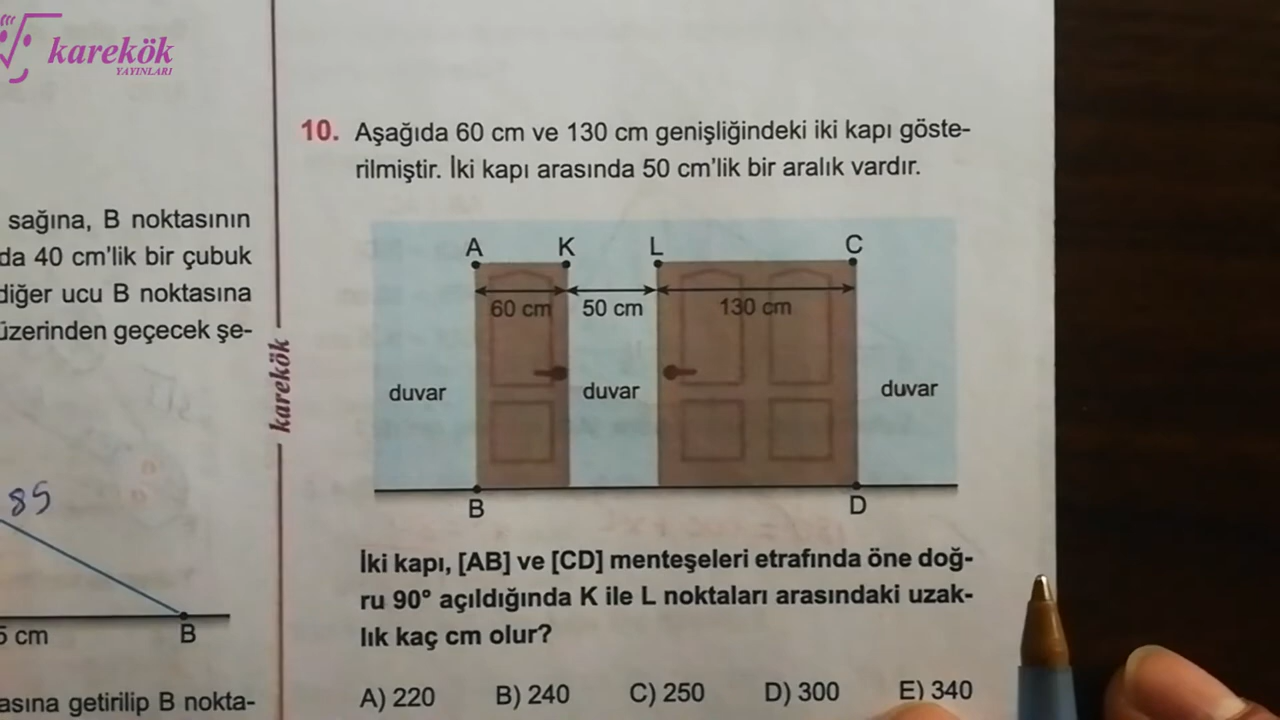 karekök
YAYINLARI
sağına, B noktasının
da 40 cm'lik bir çubuk
diğer ucu B noktasına
üzerinden geçecek şe-
85
5 cm
B
asına getirilip B nokta-
karekök
10. Aşağıda 60 cm ve 130 cm genişliğindeki iki kapı göste-
rilmiştir. İki kapı arasında 50 cm'lik bir aralık vardır.
A K L C
60 cm 50 cm 130 cm
duvar duvar duvar
B D
İki kapı, [AB] ve [CD] menteşeleri etrafında öne doğ-
ru 90° açıldığında K ile L noktaları arasındaki uzak-
lık kaç cm olur?
A) 220 B) 240 C) 250 D) 300 E) 340